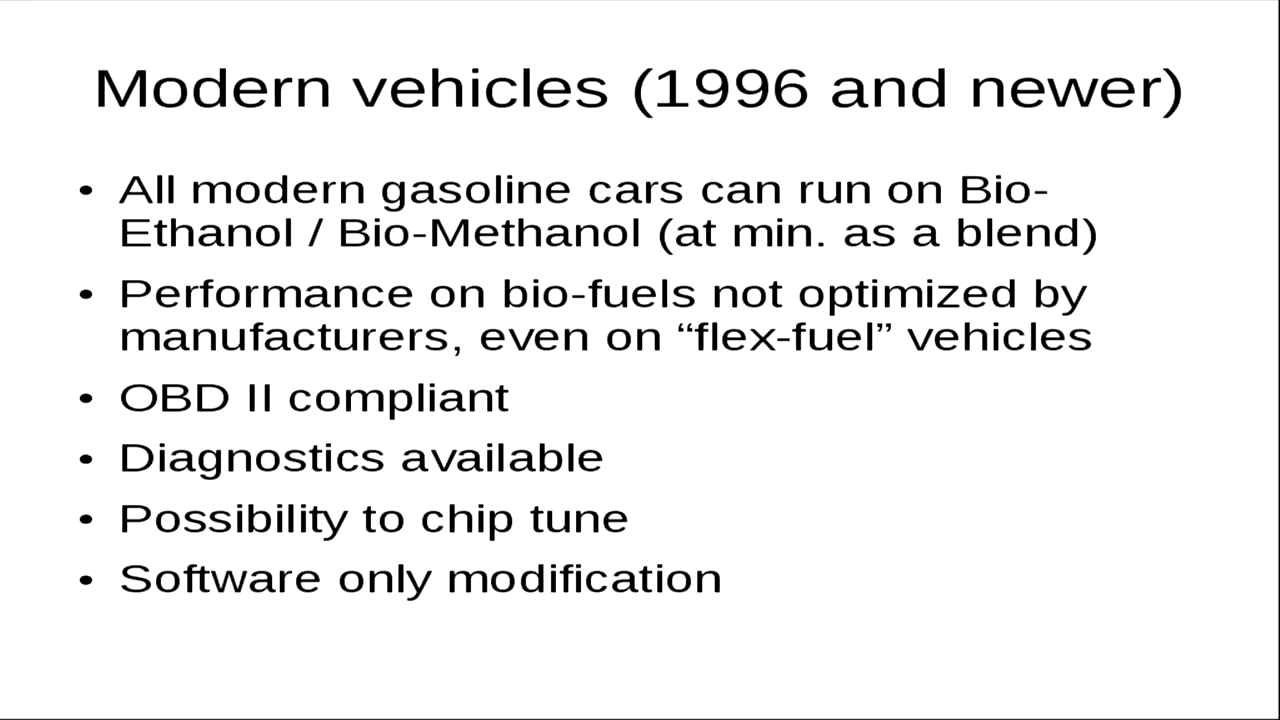 Modern vehicles (1996 and newer)
• All modern gasoline cars can run on Bio-
Ethanol / Bio-Methanol (at min. as a blend)
• Performance on bio-fuels not optimized by
manufacturers, even on “flex-fuel” vehicles
• OBD II compliant
• Diagnostics available
• Possibility to chip tune
• Software only modification